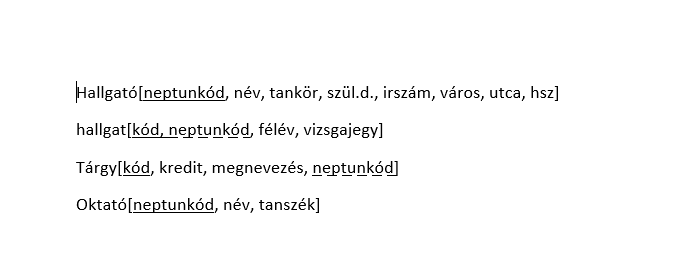 Hallgató[neptunkód, név, tankör, szül.d., irszám, város, utca, hsz]
hallgat[kód, neptunkód, félév, vizsgajegy]
Tárgy[kód, kredit, megnevezés, neptunkód]
Oktató[neptunkód, név, tanszék]